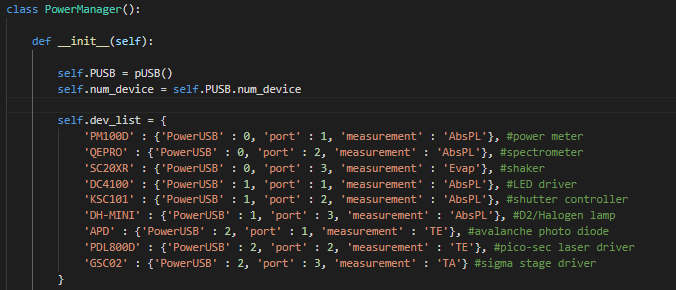 class PowerManager():
def __init__(self):
self.PUSB = pUSB()
self.num_device = self.PUSB.num_device
self.dev_list = {
'PM100D' : {'PowerUSB' : 0, 'port' : 1, 'measurement' : 'AbsPL'}, #power meter
'QEPRO' : {'PowerUSB' : 0, 'port' : 2, 'measurement' : 'AbsPL'}, #spectrometer
'SC20XR' : {'PowerUSB' : 0, 'port' : 3, 'measurement' : 'Evap'}, #shaker
'DC4100' : {'PowerUSB' : 1, 'port' : 1, 'measurement' : 'AbsPL'}, #LED driver
'KSC101' : {'PowerUSB' : 1, 'port' : 2, 'measurement' : 'AbsPL'}, #shutter controller
'DH-MINI' : {'PowerUSB' : 1, 'port' : 3, 'measurement' : 'AbsPL'}, #D2/Halogen lamp
'APD' : {'PowerUSB' : 2, 'port' : 1, 'measurement' : 'TE'}, #avalanche photo diode
'PDL800D' : {'PowerUSB' : 2, 'port' : 2, 'measurement' : 'TE'}, #pico-sec laser driver
'GSC02' : {'PowerUSB' : 2, 'port' : 3, 'measurement' : 'TA'} #sigma stage driver
}